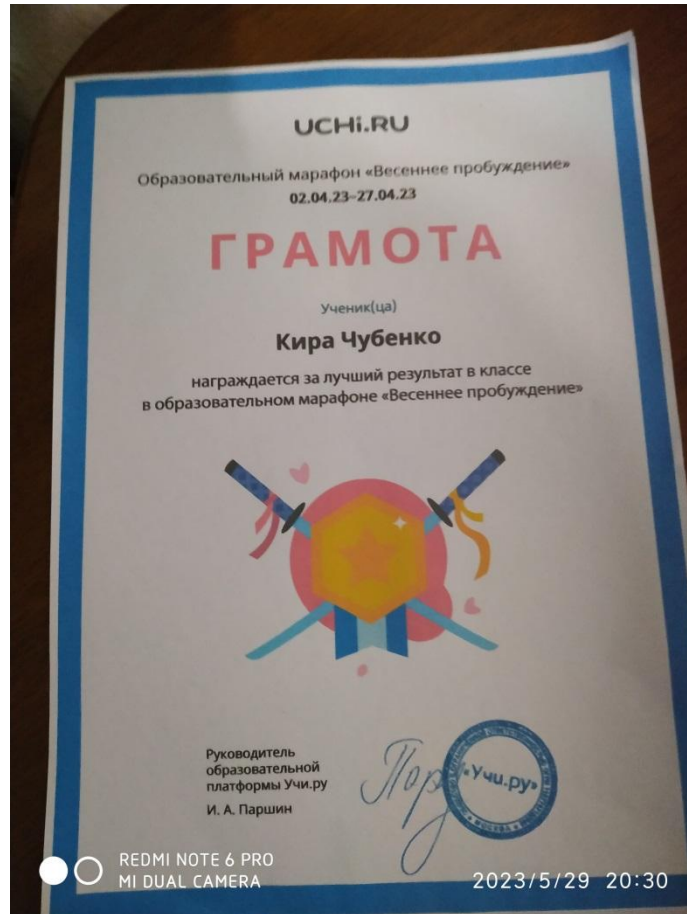 UCHi.RU
Образовательный марафон «Весеннее пробуждение»
02.04.23–27.04.23
ГРАМОТА
Ученик(ца)
Кира Чубенко
награждается за лучший результат в классе
в образовательном марафоне «Весеннее пробуждение»
Руководитель
образовательной
платформы Учи.ру
И. А. Паршин
«Учи.ру»
МОСКВА
REDMI NOTE 6 PRO
MI DUAL CAMERA
2023/5/29 20:30